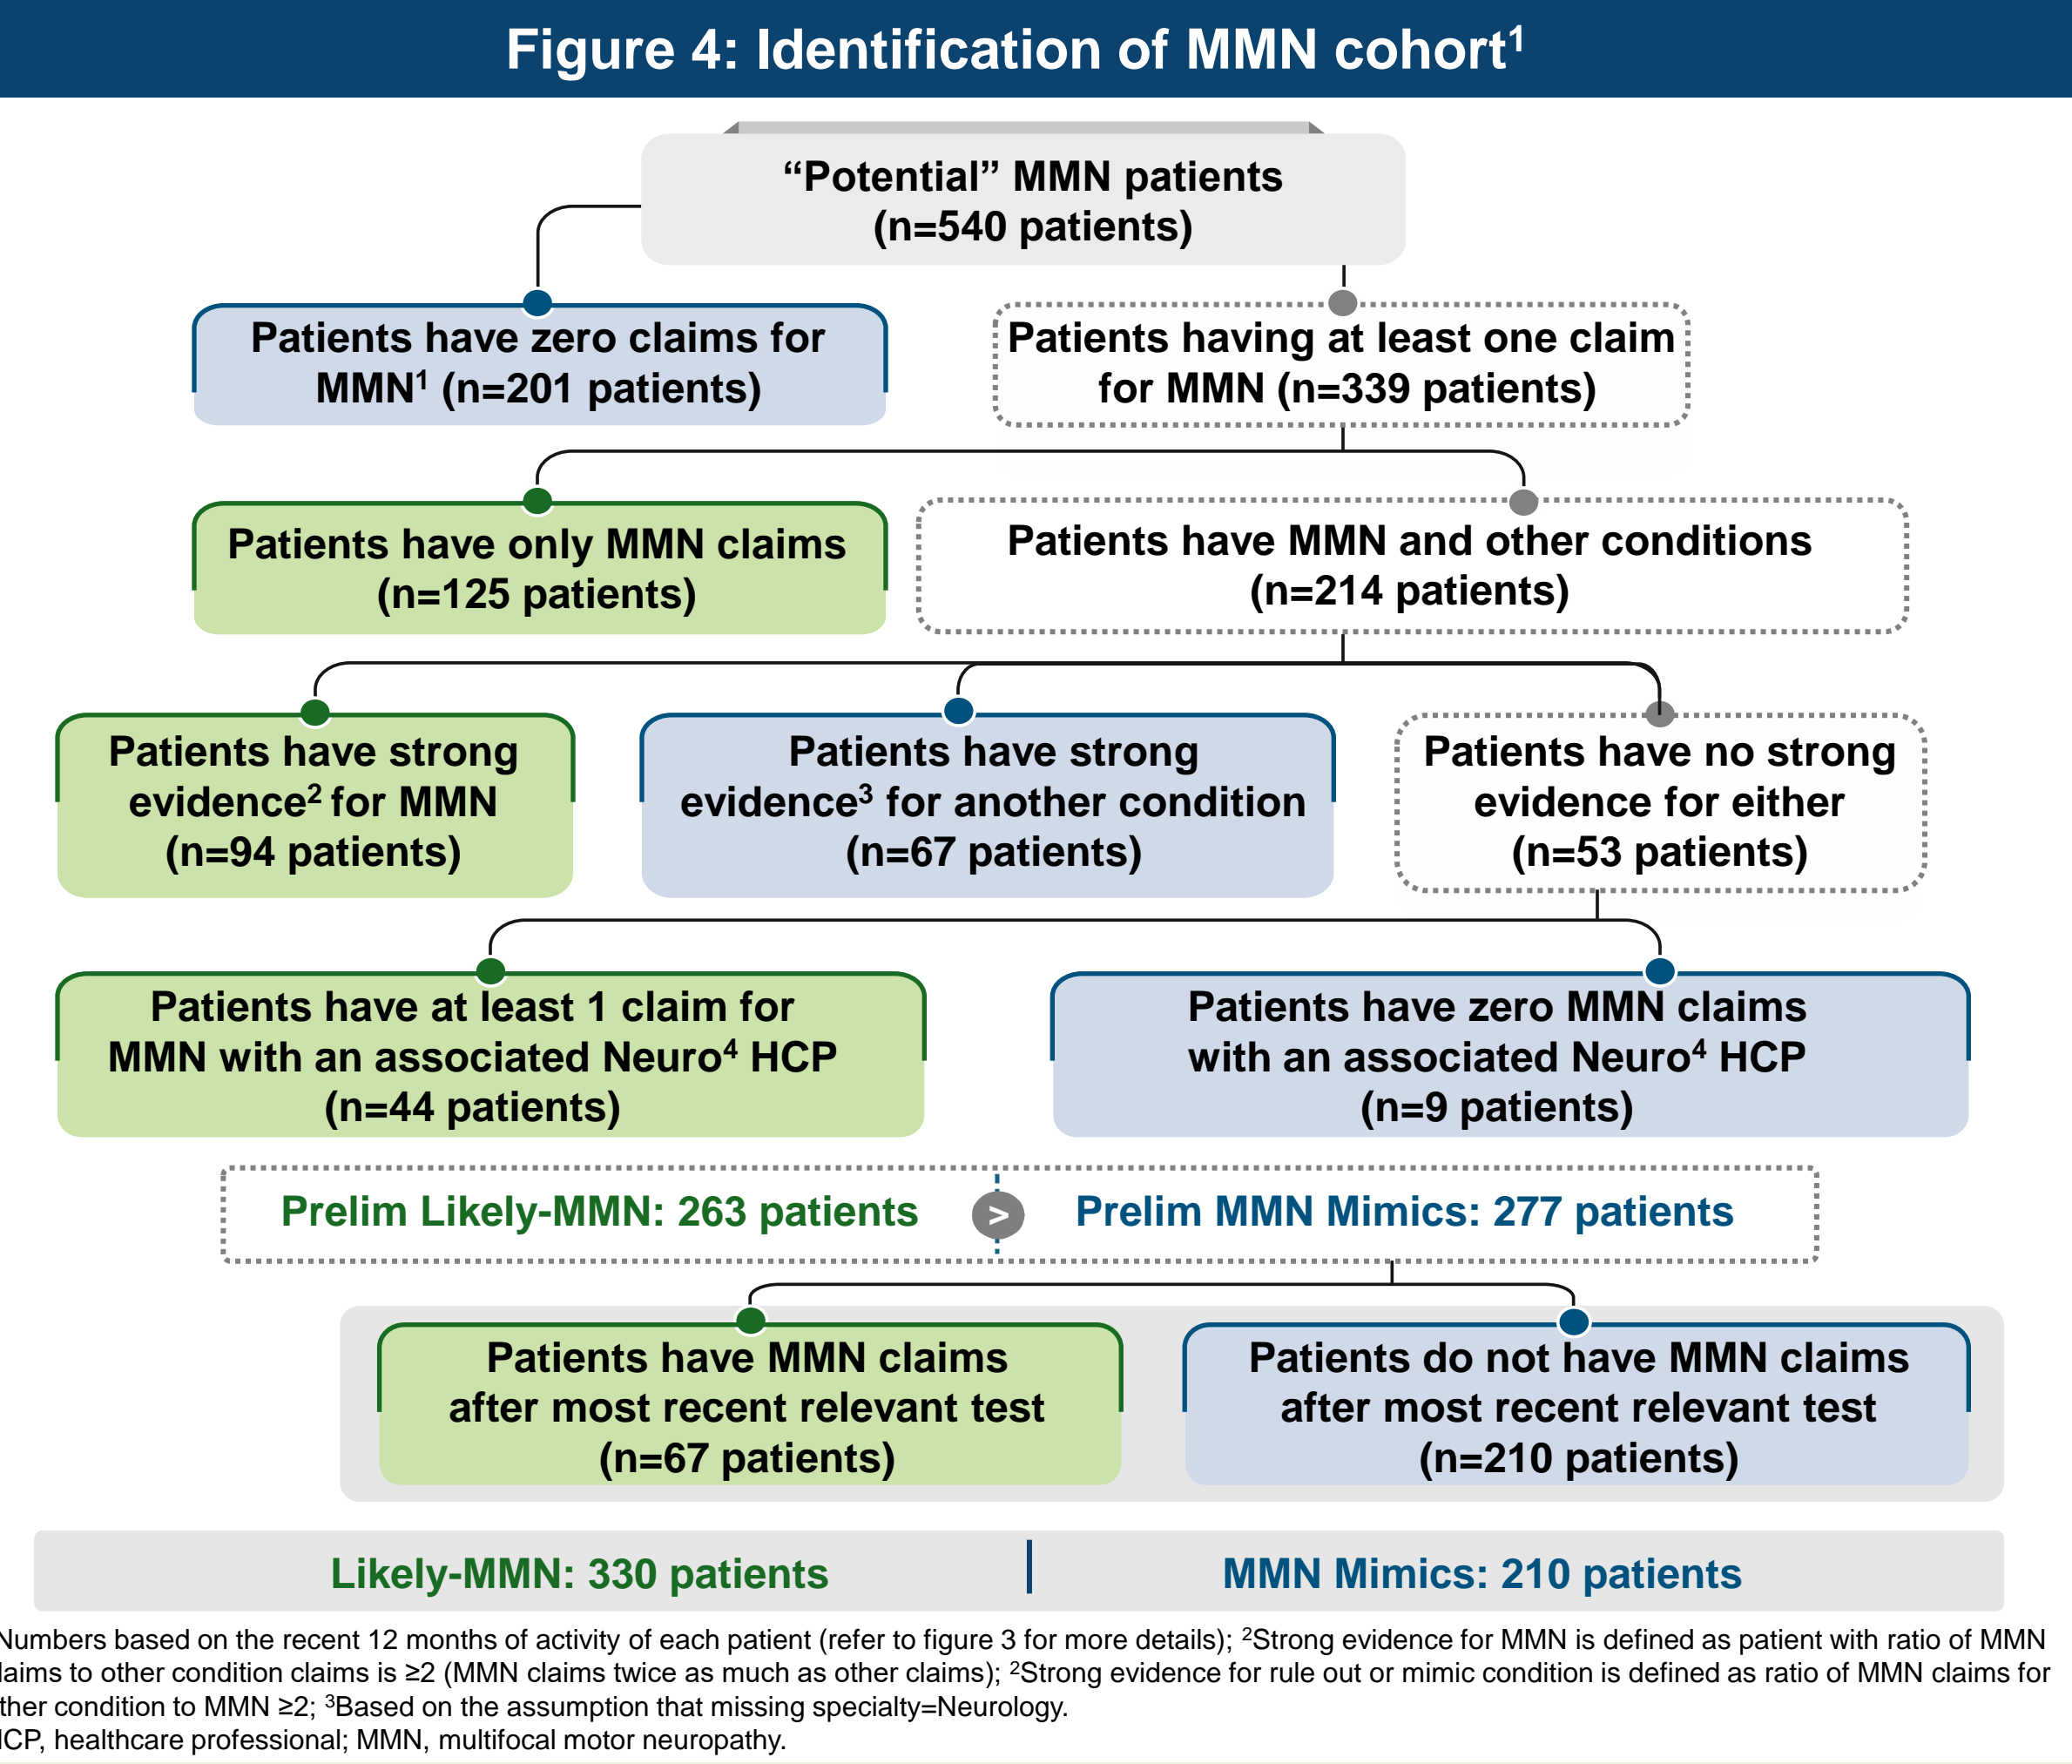 Figure 4: Identification of MMN cohort¹
“Potential” MMN patients
(n=540 patients)
Patients have zero claims for
MMN¹ (n=201 patients)
Patients having at least one claim
for MMN (n=339 patients)
Patients have only MMN claims
(n=125 patients)
Patients have MMN and other conditions
(n=214 patients)
Patients have strong
evidence² for MMN
(n=94 patients)
Patients have strong
evidence³ for another condition
(n=67 patients)
Patients have no strong
evidence for either
(n=53 patients)
Patients have at least 1 claim for
MMN with an associated Neuro⁴ HCP
(n=44 patients)
Patients have zero MMN claims
with an associated Neuro⁴ HCP
(n=9 patients)
Prelim Likely-MMN: 263 patients
>
Prelim MMN Mimics: 277 patients
Patients have MMN claims
after most recent relevant test
(n=67 patients)
Patients do not have MMN claims
after most recent relevant test
(n=210 patients)
Likely-MMN: 330 patients
MMN Mimics: 210 patients
Numbers based on the recent 12 months of activity of each patient (refer to figure 3 for more details); ²Strong evidence for MMN is defined as patient with ratio of MMN
laims to other condition claims is ≥2 (MMN claims twice as much as other claims); ²Strong evidence for rule out or mimic condition is defined as ratio of MMN claims for
ther condition to MMN ≥2; ³Based on the assumption that missing specialty=Neurology.
CP, healthcare professional; MMN, multifocal motor neuropathy.